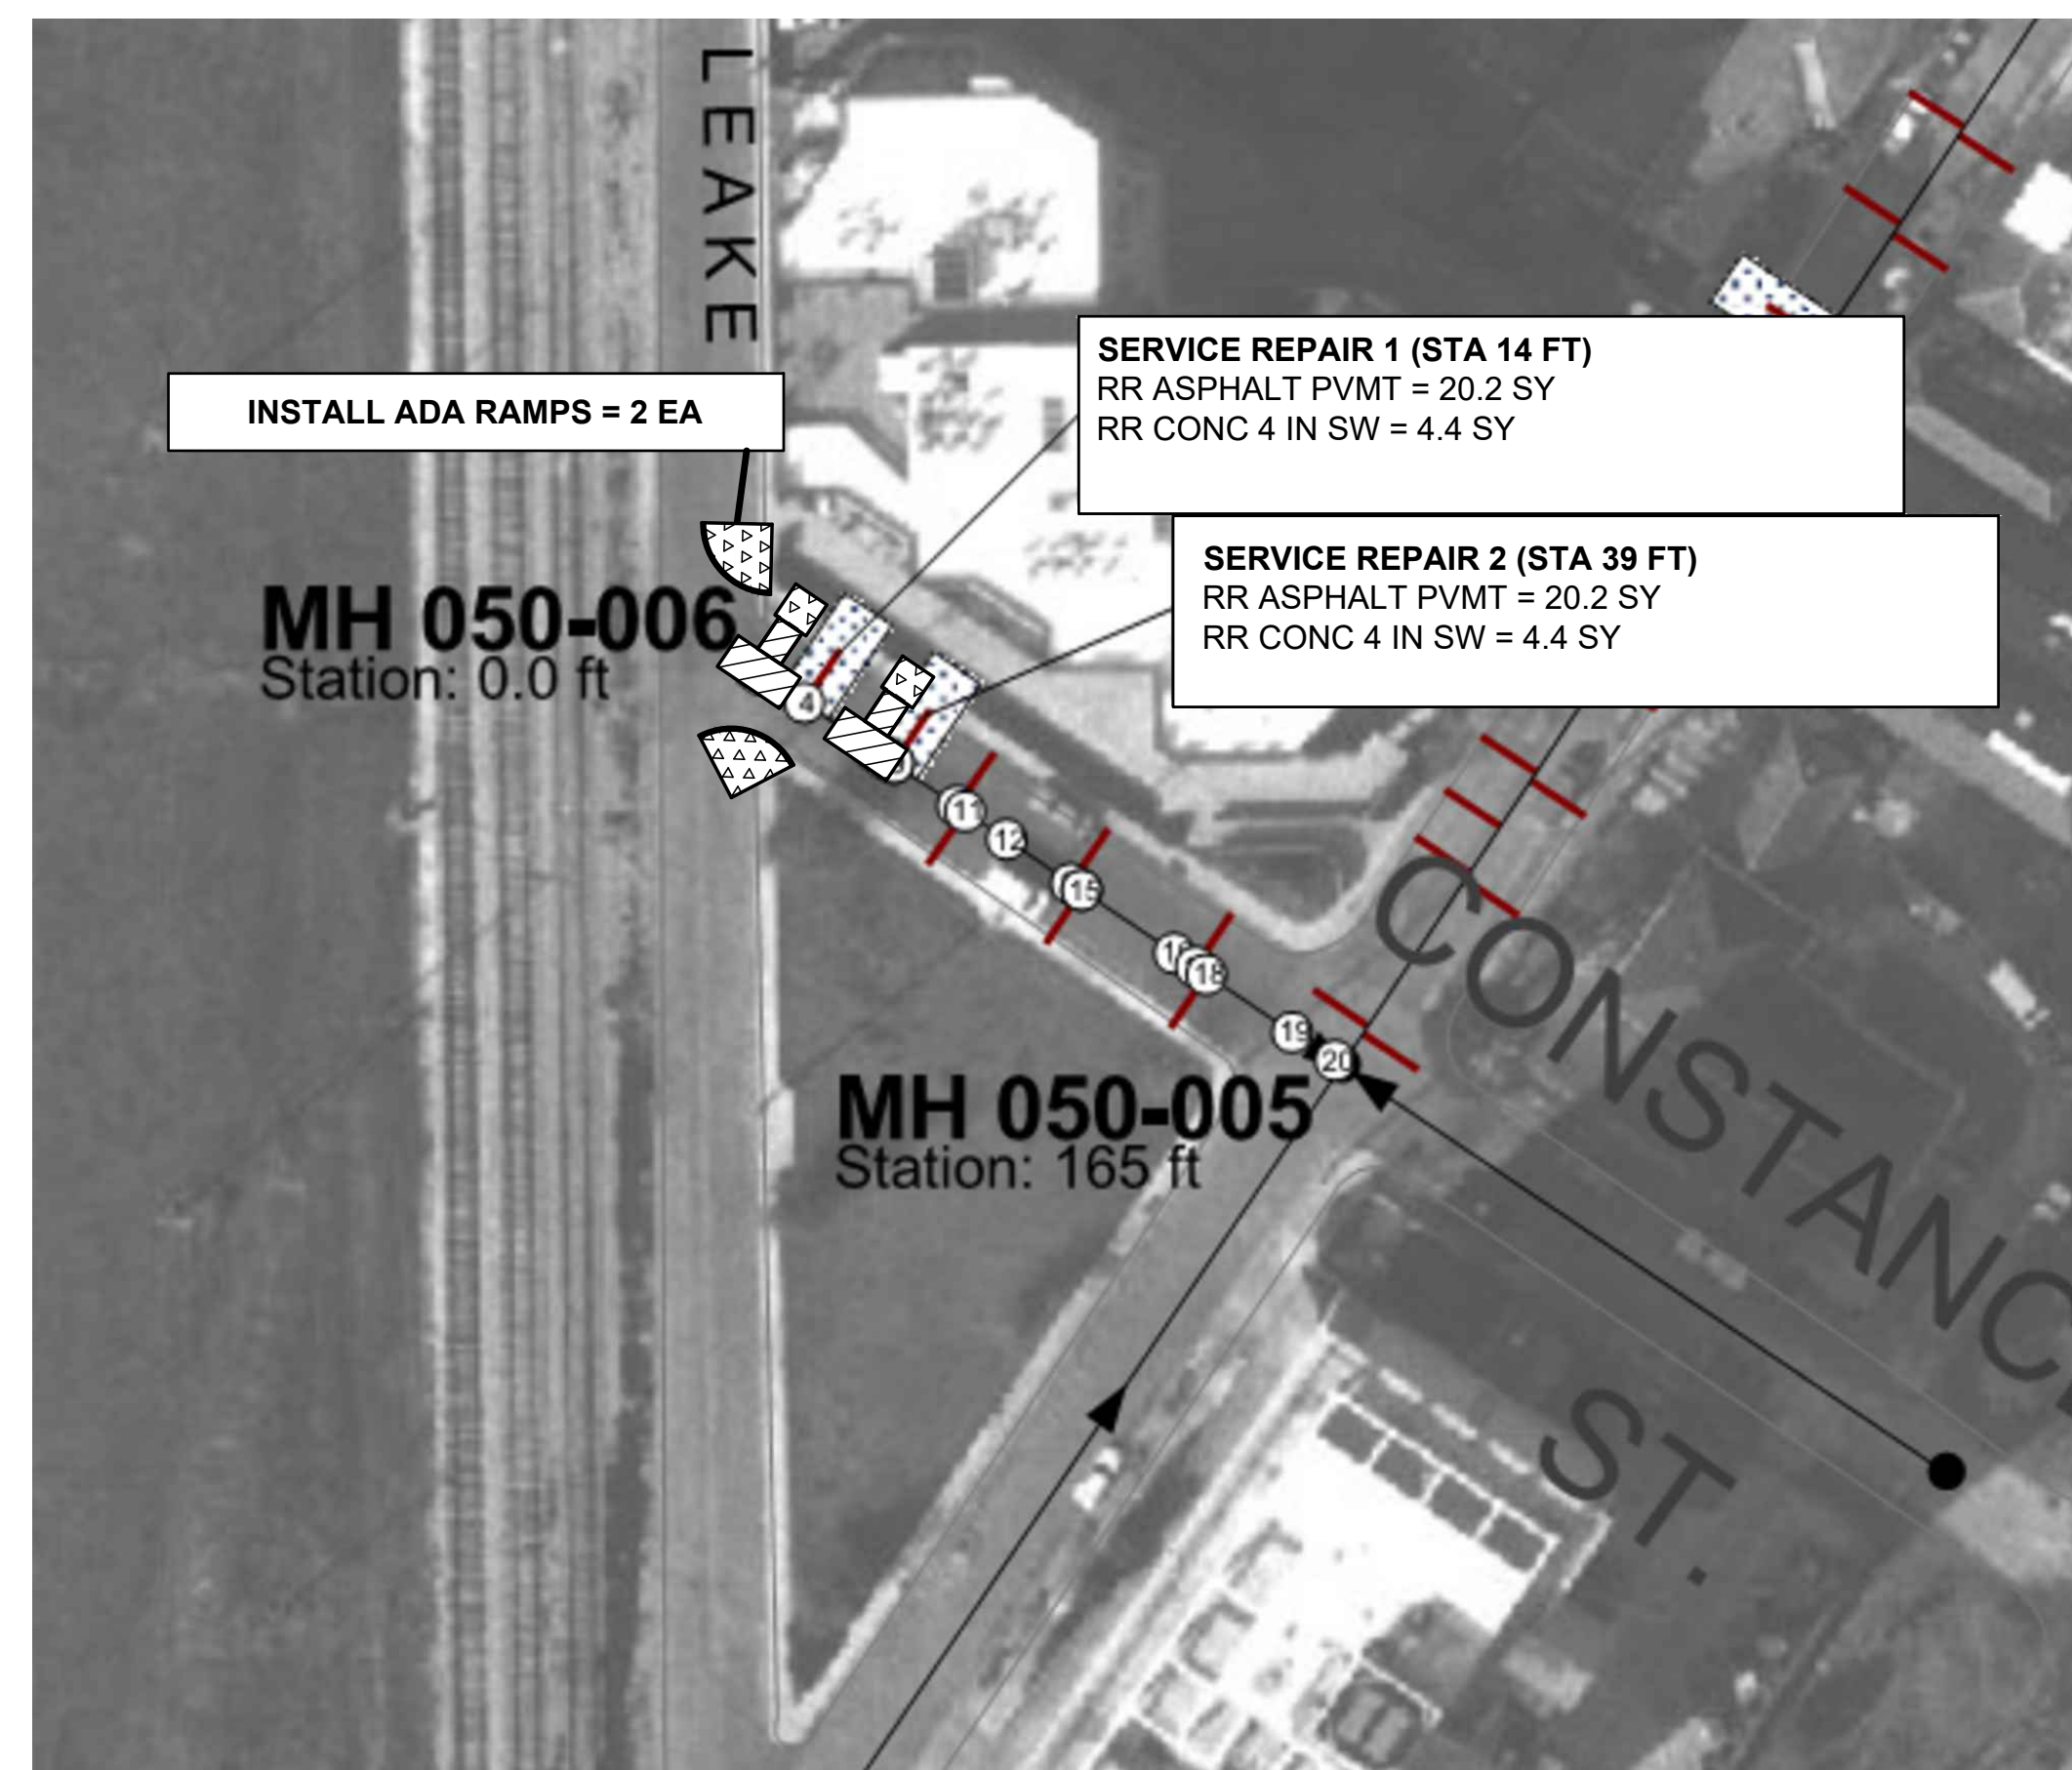 LEAKE
INSTALL ADA RAMPS = 2 EA
SERVICE REPAIR 1 (STA 14 FT)
RR ASPHALT PVMT = 20.2 SY
RR CONC 4 IN SW = 4.4 SY
SERVICE REPAIR 2 (STA 39 FT)
RR ASPHALT PVMT = 20.2 SY
RR CONC 4 IN SW = 4.4 SY
MH 050-006
Station: 0.0 ft
4
11
12
15
18
19
20
MH 050-005
Station: 165 ft
CONSTANC
ST.